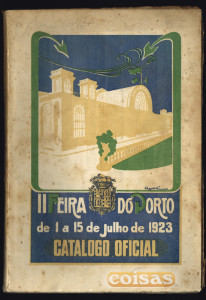 II FEIRA DO PORTO
de 1 a 15 de julho de 1923
CATALOGO OFICIAL
coisas